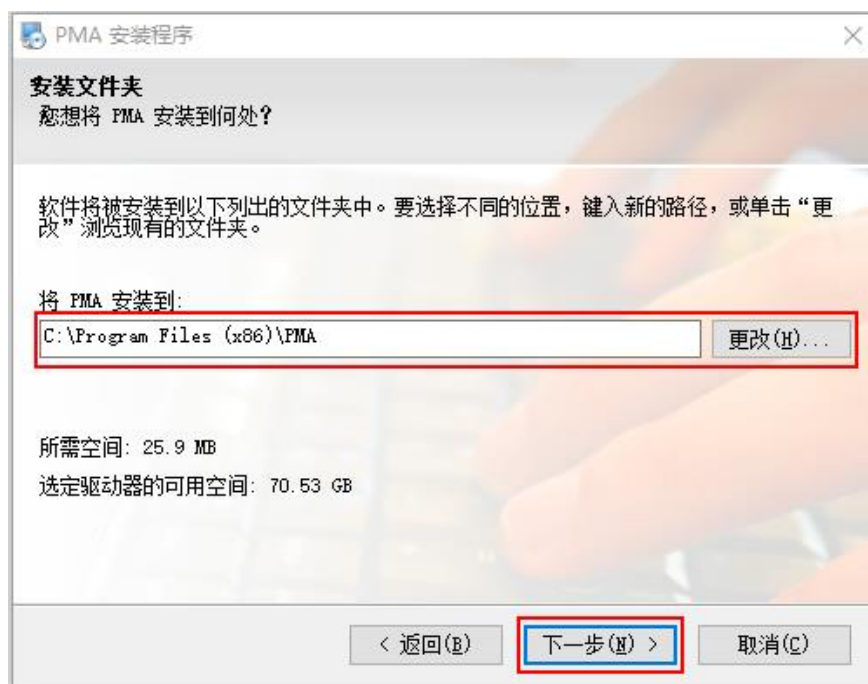 PMA 安装程序
安装文件夹
您想将 PMA 安装到何处?
软件将被安装到以下列出的文件夹中。要选择不同的位置，键入新的路径，或单击“更
改”浏览现有的文件夹。
将 PMA 安装到:
C:\Program Files (x86)\PMA
更改(H)...
所需空间: 25.9 MB
选定驱动器的可用空间: 70.53 GB
< 返回(B)
下一步(N) >
取消(C)